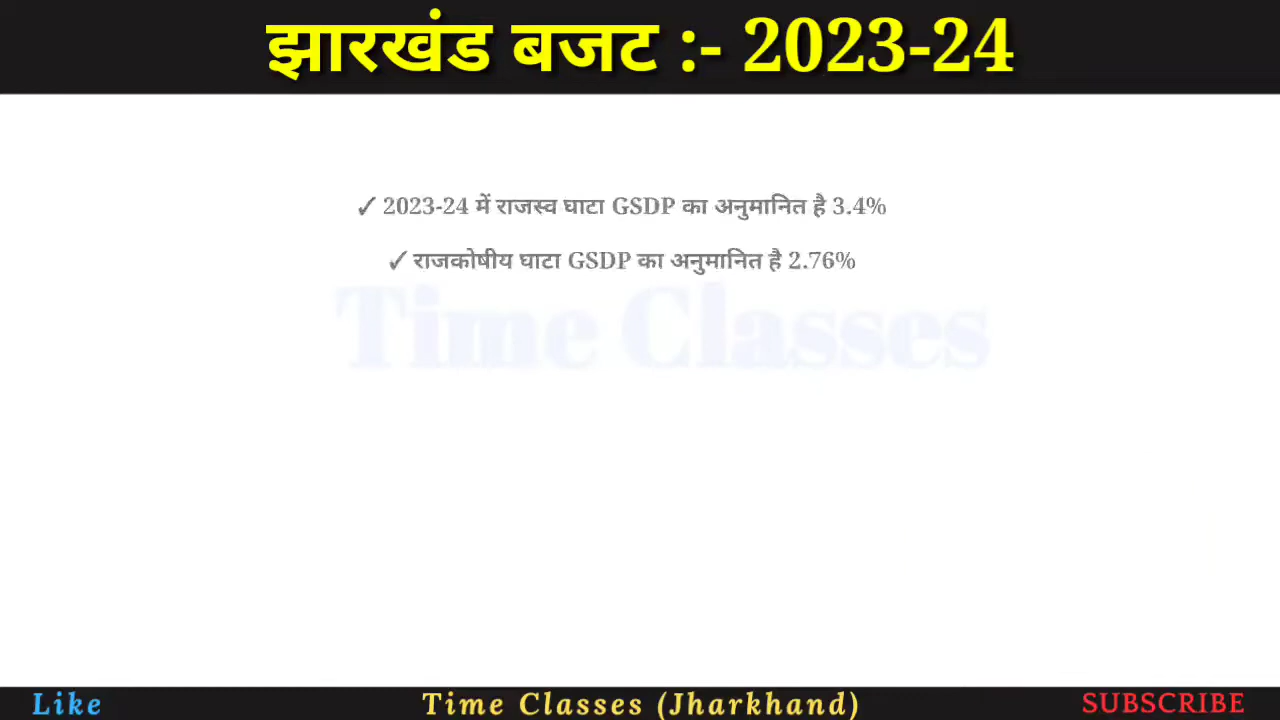 झारखंड बजट :- 2023-24
✓ 2023-24 में राजस्व घाटा GSDP का अनुमानित है 3.4%
✓ राजकोषीय घाटा GSDP का अनुमानित है 2.76%
Time Classes
Like
Time Classes (Jharkhand)
SUBSCRIBE